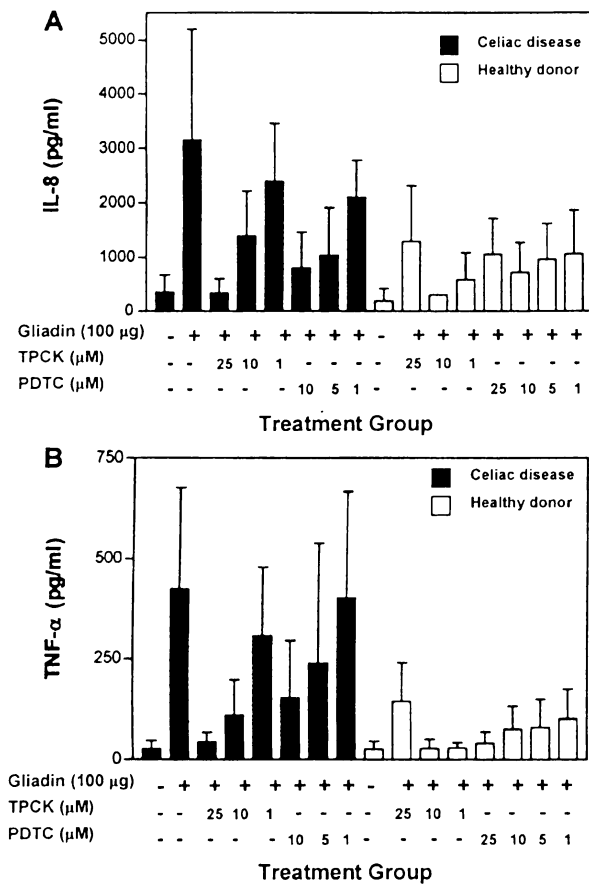 A
5000
4000
3000
2000
1000
0
IL-8 (pg/ml)
Celiac disease
Healthy donor
Gliadin (100 µg) - + + + + + + + - + + + + + + +
TPCK (µM) - - 25 10 1 - - - - 25 10 1 - - - -
PDTC (µM) - - - - - 10 5 1 - - - - 25 10 5 1
Treatment Group
B
750
500
250
0
TNF-α (pg/ml)
Celiac disease
Healthy donor
Gliadin (100 µg) - + + + + + + + - + + + + + + +
TPCK (µM) - - 25 10 1 - - - - 25 10 1 - - - -
PDTC (µM) - - - - - 10 5 1 - - - - 25 10 5 1
Treatment Group